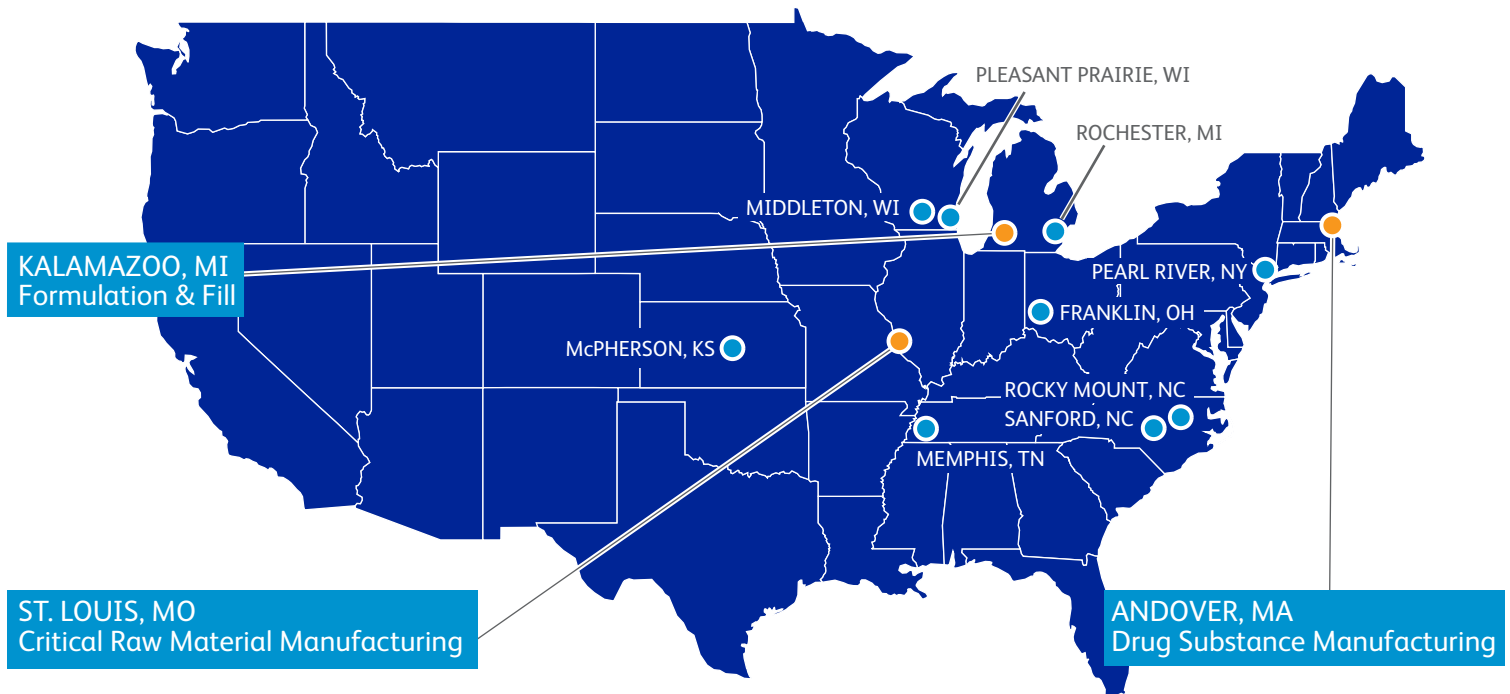 PLEASANT PRAIRIE, WI
ROCHESTER, MI
MIDDLETON, WI
KALAMAZOO, MI
Formulation & Fill
PEARL RIVER, NY
FRANKLIN, OH
McPHERSON, KS
ROCKY MOUNT, NC
SANFORD, NC
MEMPHIS, TN
ST. LOUIS, MO
Critical Raw Material Manufacturing
ANDOVER, MA
Drug Substance Manufacturing